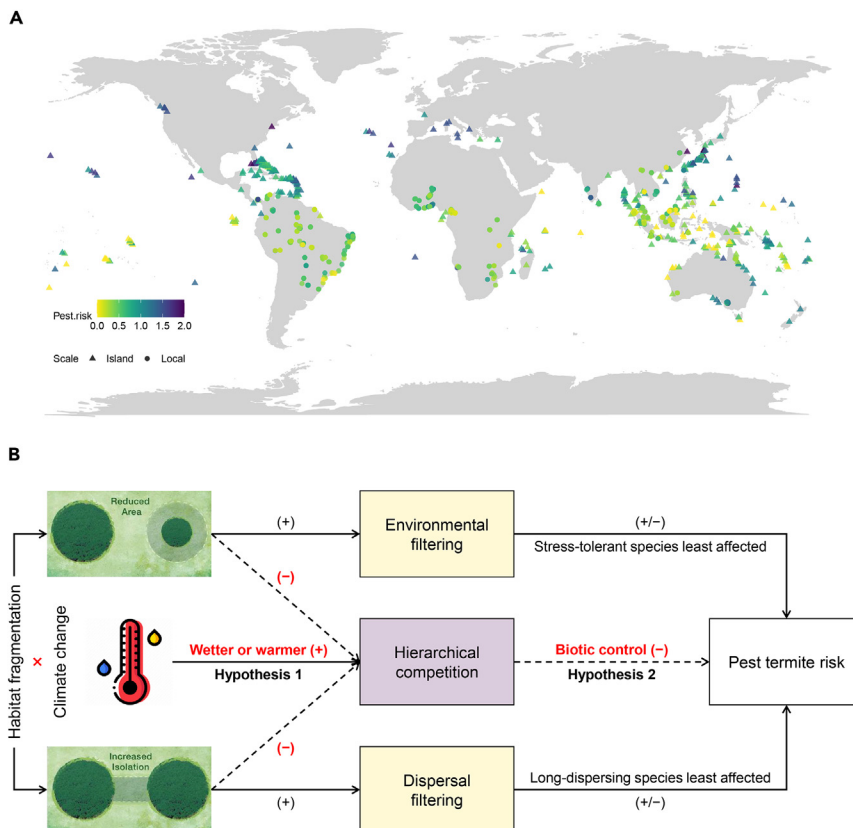 A
Pest.risk
0.0 0.5 1.0 1.5 2.0
Scale ▲ Island ● Local
B
Habitat fragmentation
×
Climate change
Reduced
Area
(+)
Environmental
filtering
(+/−)
Stress-tolerant species least affected
(−)
Wetter or warmer (+)
Hypothesis 1
Hierarchical
competition
Biotic control (−)
Hypothesis 2
Pest termite risk
(−)
Increased
Isolation
(+)
Dispersal
filtering
Long-dispersing species least affected
(+/−)